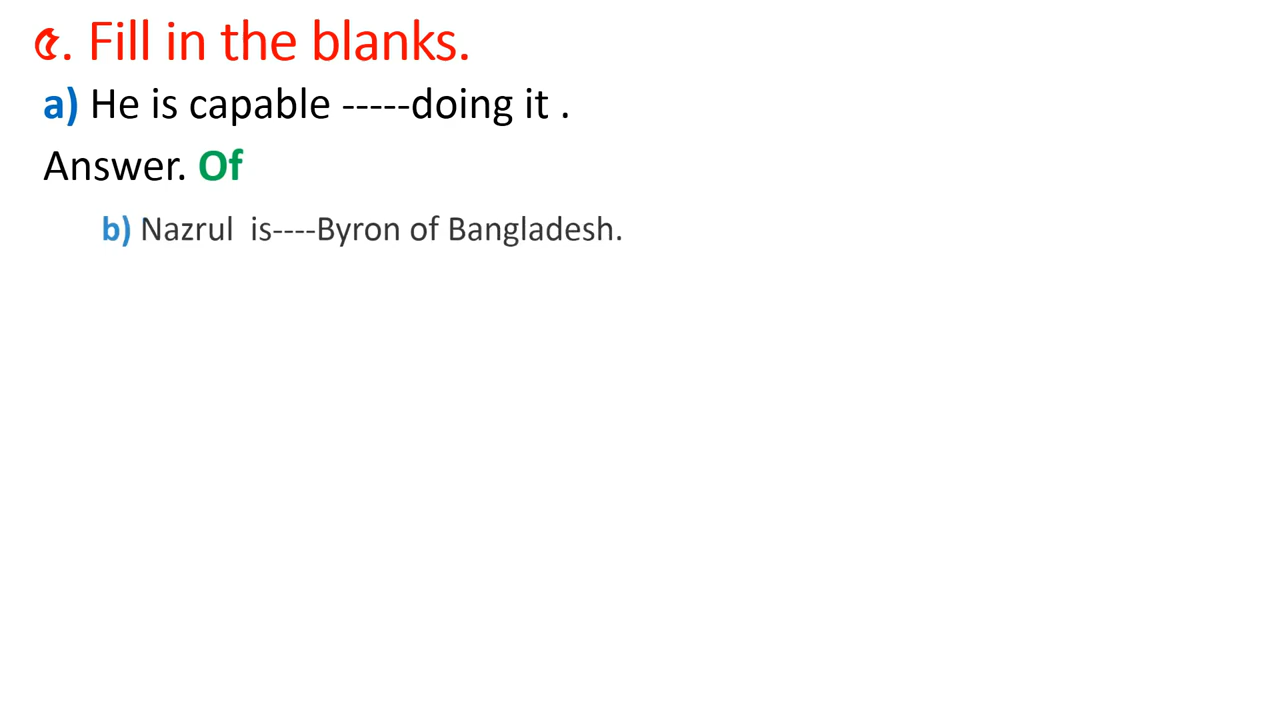 ৫. Fill in the blanks.
a) He is capable -----doing it .
Answer. Of
b) Nazrul  is----Byron of Bangladesh.